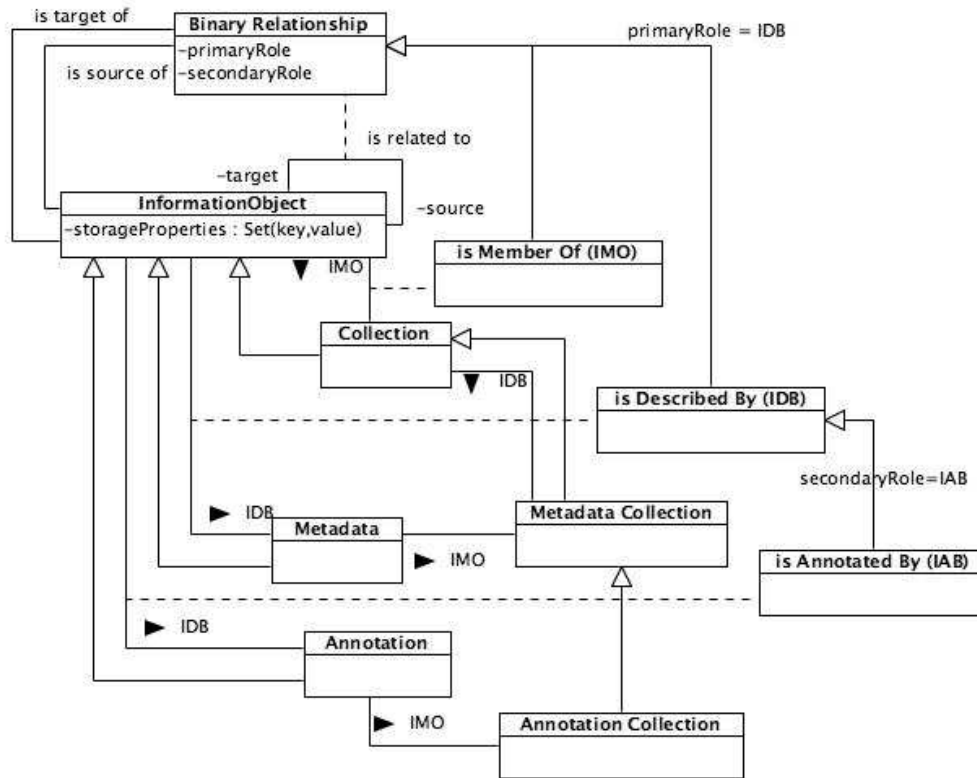 is target of
Binary Relationship
-primaryRole
-secondaryRole
is source of
primaryRole = IDB
is related to
-target
-source
InformationObject
-storageProperties : Set(key,value)
is Member Of (IMO)
IMO
Collection
IDB
is Described By (IDB)
secondaryRole=IAB
IDB
Metadata
Metadata Collection
IMO
is Annotated By (IAB)
IDB
Annotation
IMO
Annotation Collection